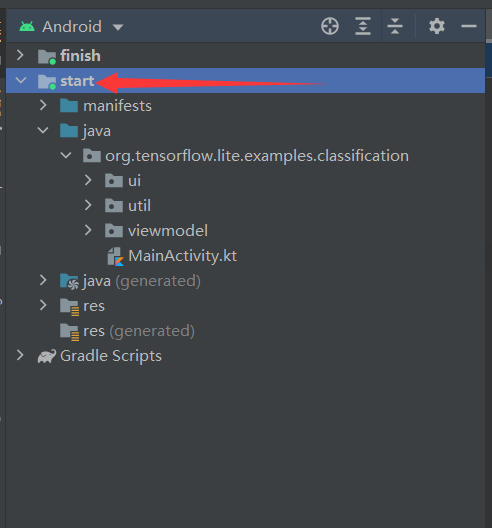 Android
finish
start
manifests
java
org.tensorflow.lite.examples.classification
ui
util
viewmodel
MainActivity.kt
java (generated)
res
res (generated)
Gradle Scripts